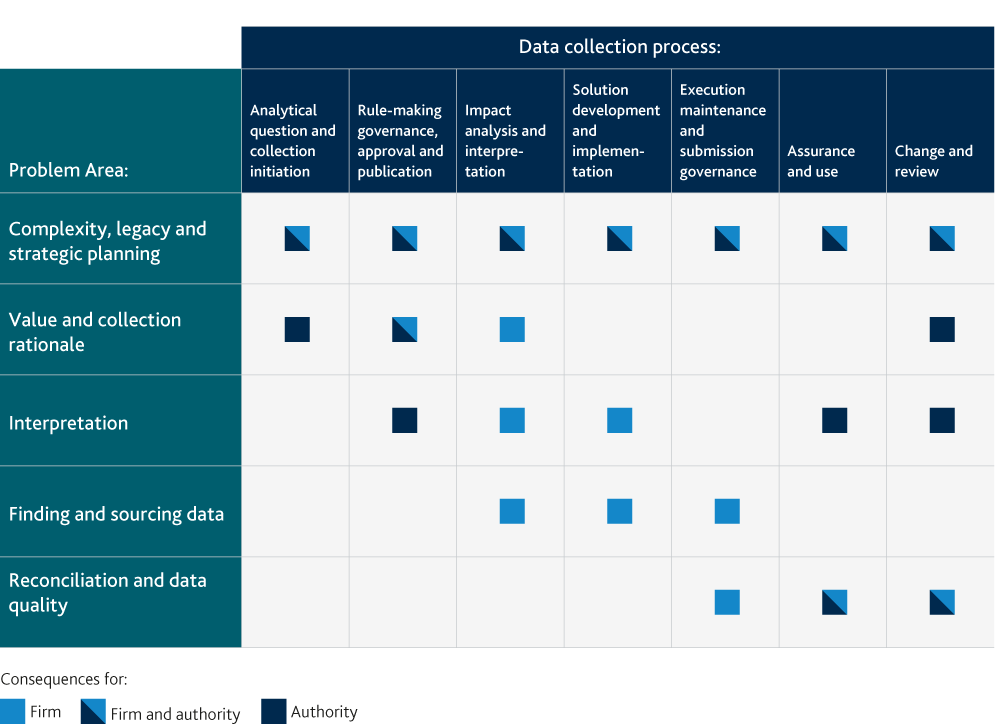 Data collection process:
Problem Area:
Analytical
question and
collection
initiation
Rule-making
governance,
approval and
publication
Impact
analysis and
interpre-
tation
Solution
development
and
implemen-
tation
Execution
maintenance
and
submission
governance
Assurance
and use
Change and
review
Complexity, legacy and
strategic planning
Value and collection
rationale
Interpretation
Finding and sourcing data
Reconciliation and data
quality
Consequences for:
Firm
Firm and authority
Authority